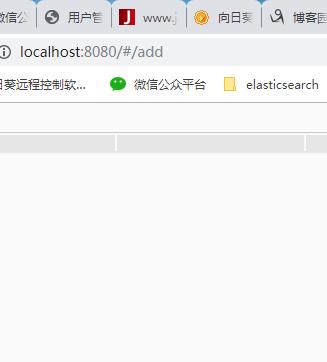 微信公
用户管
www.j
向日葵
博客园
localhost:8080/#/add
日葵远程控制软...
微信公众平台
elasticsearch